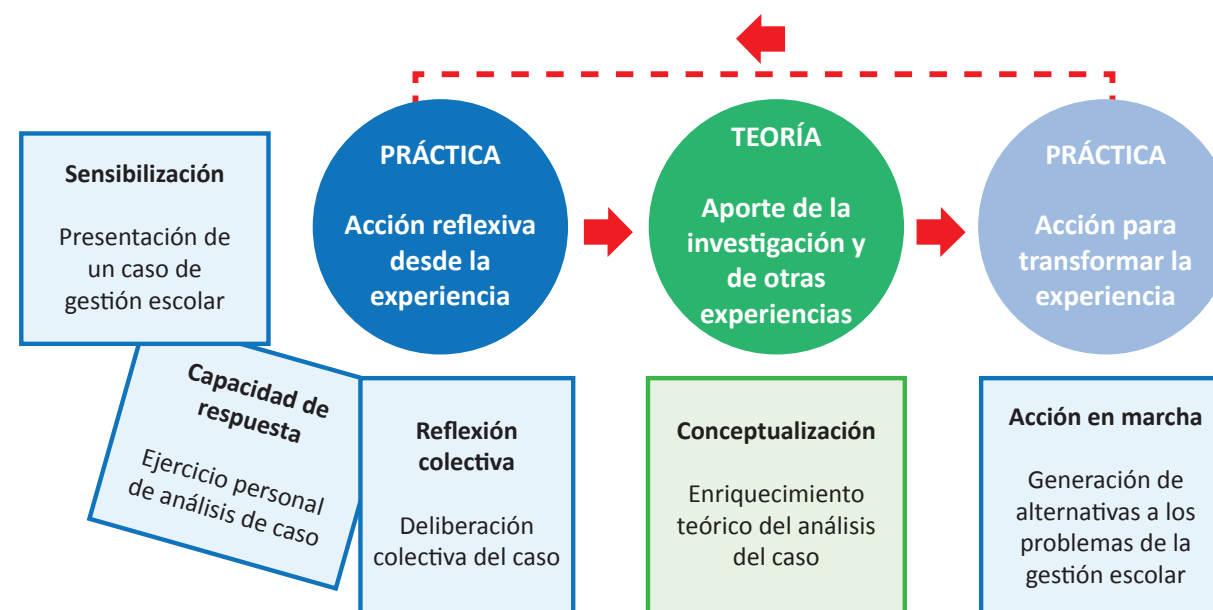 Sensibilización
Presentación de
un caso de
gestión escolar
Capacidad de
respuesta
Ejercicio personal
de análisis de caso
PRÁCTICA
Acción reflexiva
desde la
experiencia
Reflexión
colectiva
Deliberación
colectiva del caso
TEORÍA
Aporte de la
investigación y
de otras
experiencias
Conceptualización
Enriquecimiento
teórico del análisis
del caso
PRÁCTICA
Acción para
transformar la
experiencia
Acción en marcha
Generación de
alternativas a los
problemas de la
gestión escolar